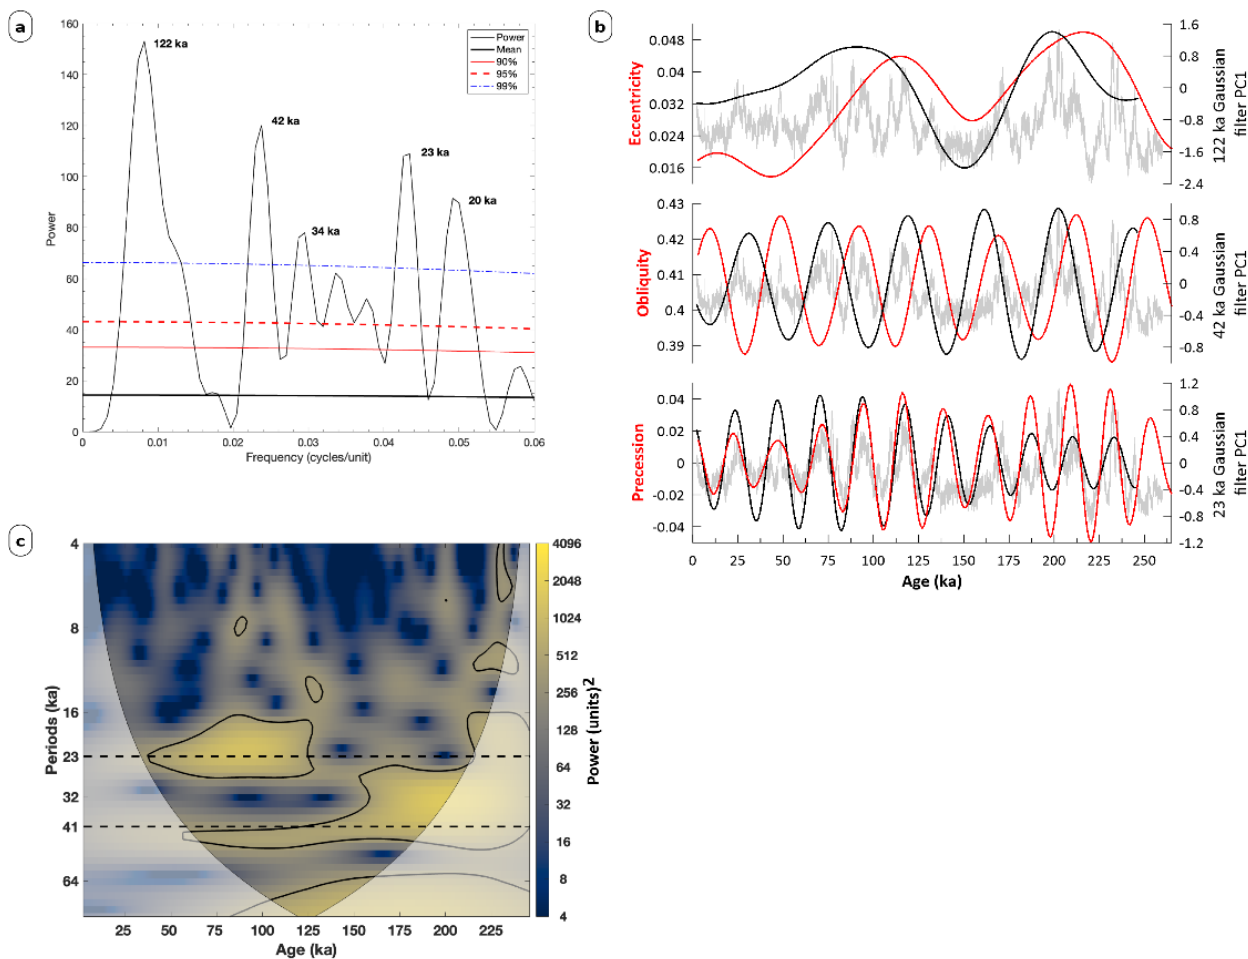 a
160
140
120
100
80
60
40
20
0
Power
122 ka
42 ka
34 ka
23 ka
20 ka
Power
Mean
90%
95%
99%
0
0.01
0.02
0.03
0.04
0.05
0.06
Frequency (cycles/unit)
b
0.048
0.04
0.032
0.024
0.016
Eccentricity
1.6
0.8
0
-0.8
-1.6
-2.4
122 ka Gaussian
filter PC1
0.43
0.42
0.41
0.4
0.39
Obliquity
0.8
0.4
0
-0.4
-0.8
42 ka Gaussian
filter PC1
0.04
0.02
0
-0.02
-0.04
Precession
1.2
0.8
0.4
0
-0.4
-0.8
-1.2
23 ka Gaussian
filter PC1
0 25 50 75 100 125 150 175 200 225 250
Age (ka)
c
4
8
16
23
32
41
64
Periods (ka)
25 50 75 100 125 150 175 200 225
Age (ka)
4096
2048
1024
512
256
128
64
32
16
8
4
Power (units)2